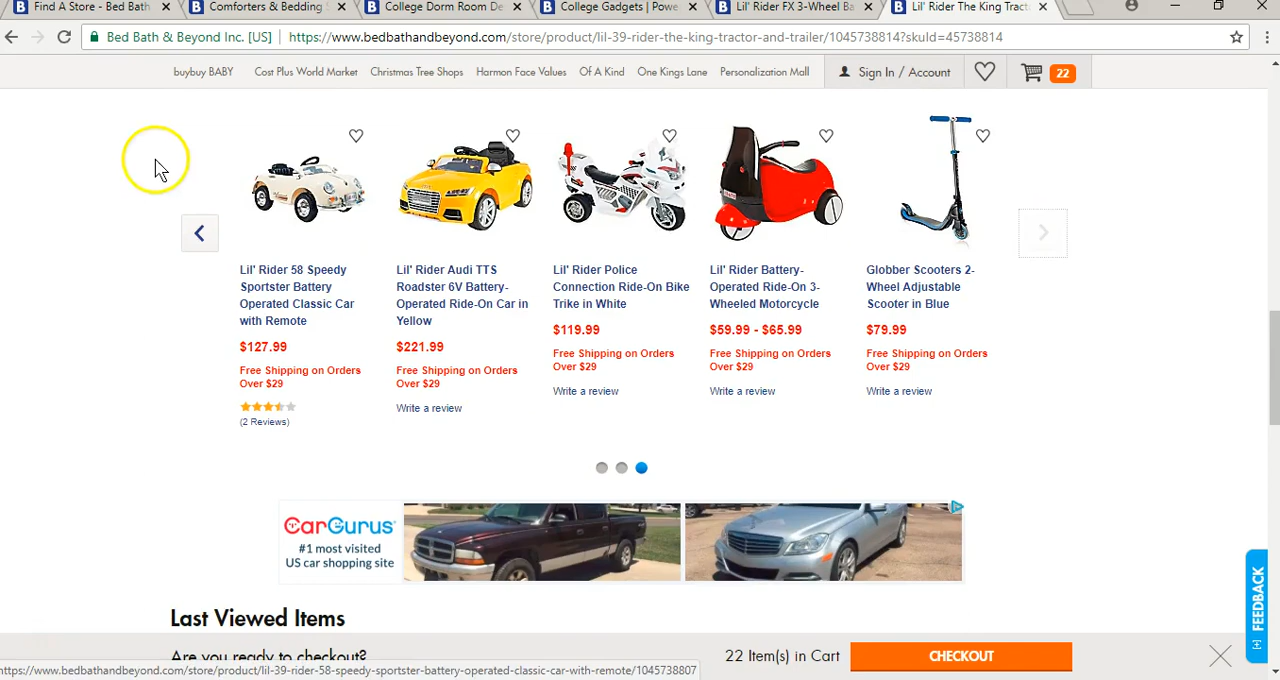 Find A Store - Bed Bath
Comforters & Bedding
College Dorm Room De
College Gadgets | Powe
Lil' Rider FX 3-Wheel Ba
Lil' Rider The King Tract
Bed Bath & Beyond Inc. [US] | https://www.bedbathandbeyond.com/store/product/lil-39-rider-the-king-tractor-and-trailer/1045738814?skuId=45738814
buybuy BABY Cost Plus World Market Christmas Tree Shops Harmon Face Values Of A Kind One Kings Lane Personalization Mall Sign In / Account 22
Lil' Rider 58 Speedy
Sportster Battery
Operated Classic Car
with Remote
$127.99
Free Shipping on Orders
Over $29
(2 Reviews)
Lil' Rider Audi TTS
Roadster 6V Battery-
Operated Ride-On Car in
Yellow
$221.99
Free Shipping on Orders
Over $29
Write a review
Lil' Rider Police
Connection Ride-On Bike
Trike in White
$119.99
Free Shipping on Orders
Over $29
Write a review
Lil' Rider Battery-
Operated Ride-On 3-
Wheeled Motorcycle
$59.99 - $65.99
Free Shipping on Orders
Over $29
Write a review
Globber Scooters 2-
Wheel Adjustable
Scooter in Blue
$79.99
Free Shipping on Orders
Over $29
Write a review
CarGurus
#1 most visited
US car shopping site
FEEDBACK
[+]
Last Viewed Items
Are you ready to checkout?
22 Item(s) in Cart
CHECKOUT
https://www.bedbathandbeyond.com/store/product/lil-39-rider-58-speedy-sportster-battery-operated-classic-car-with-remote/1045738807